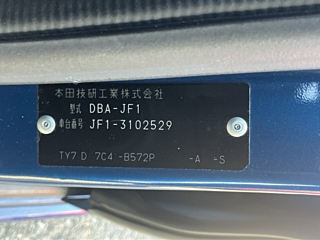 本田技研工業株式会社
型式 DBA-JF1
車台番号 JF1-3102529
TY7 D 7C4 -B572P -A -S